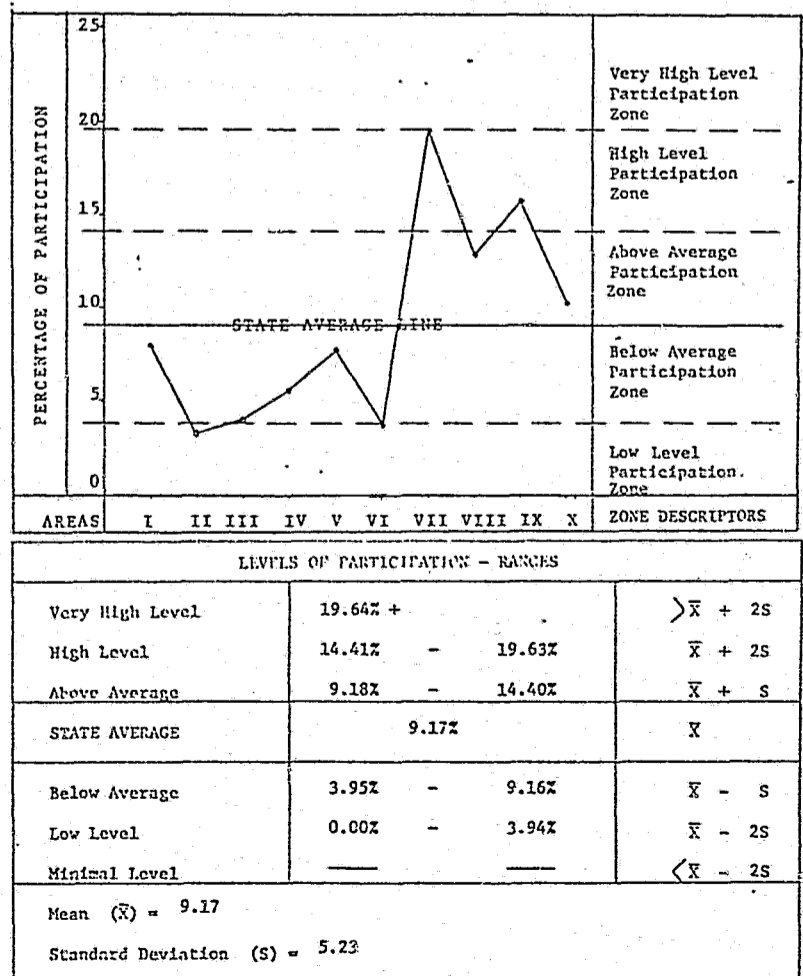 25
Very High Level
Participation
Zone
20
High Level
Participation
Zone
15
Above Average
Participation
Zone
10
STATE AVERAGE LINE
Below Average
Participation
Zone
5
Low Level
Participation.
Zone
0
PERCENTAGE OF PARTICIPATION
AREAS I II III IV V VI VII VIII IX X ZONE DESCRIPTORS
LEVELS OF PARTICIPATION - RANGES
Very High Level 19.64% + >X̅ + 2S
High Level 14.41% - 19.63% X̅ + 2S
Above Average 9.18% - 14.40% X̅ + S
STATE AVERAGE 9.17% X̅
Below Average 3.95% - 9.16% X̅ - S
Low Level 0.00% - 3.94% X̅ - 2S
Minimal Level — — <X̅ - 2S
Mean (X̅) = 9.17
Standard Deviation (S) = 5.23